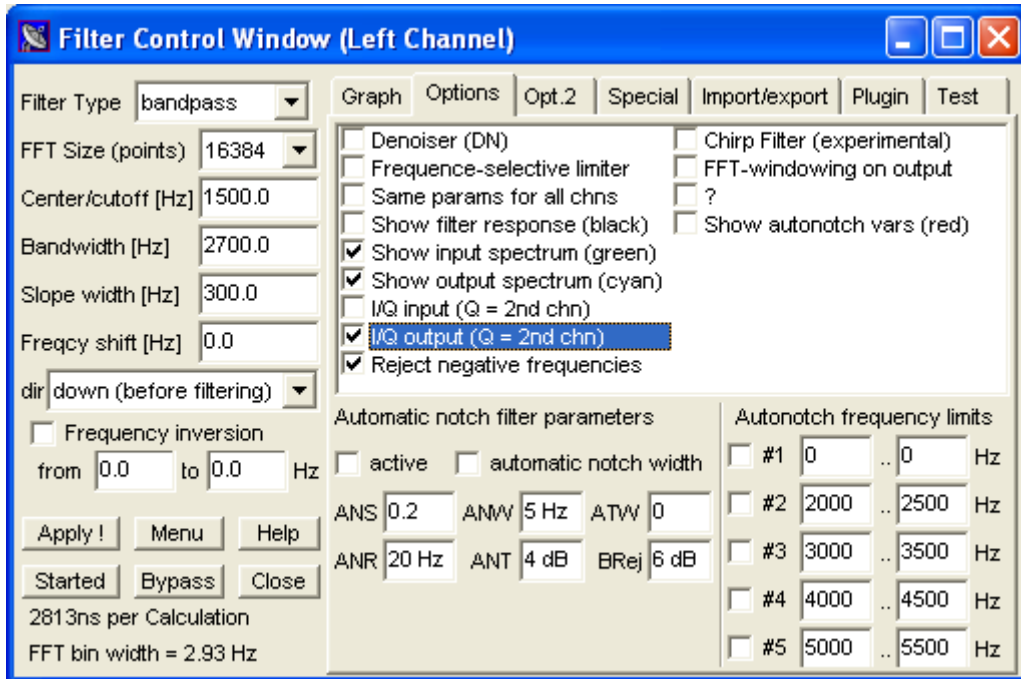 Filter Control Window (Left Channel)
Filter Type bandpass
FFT Size (points) 16384
Center/cutoff [Hz] 1500.0
Bandwidth [Hz] 2700.0
Slope width [Hz] 300.0
Freqcy shift [Hz] 0.0
dir down (before filtering)
Frequency inversion
from 0.0 to 0.0 Hz
Apply ! Menu Help
Started Bypass Close
2813ns per Calculation
FFT bin width = 2.93 Hz
Graph Options Opt.2 Special Import/export Plugin Test
Denoiser (DN)
Frequence-selective limiter
Same params for all chns
Show filter response (black)
Show input spectrum (green)
Show output spectrum (cyan)
I/Q input (Q = 2nd chn)
I/Q output (Q = 2nd chn)
Reject negative frequencies
Chirp Filter (experimental)
FFT-windowing on output
?
Show autonotch vars (red)
Automatic notch filter parameters
active automatic notch width
ANS 0.2 ANW 5 Hz ATW 0
ANR 20 Hz ANT 4 dB BRej 6 dB
Autonotch frequency limits
#1 0 .. 0 Hz
#2 2000 .. 2500 Hz
#3 3000 .. 3500 Hz
#4 4000 .. 4500 Hz
#5 5000 .. 5500 Hz